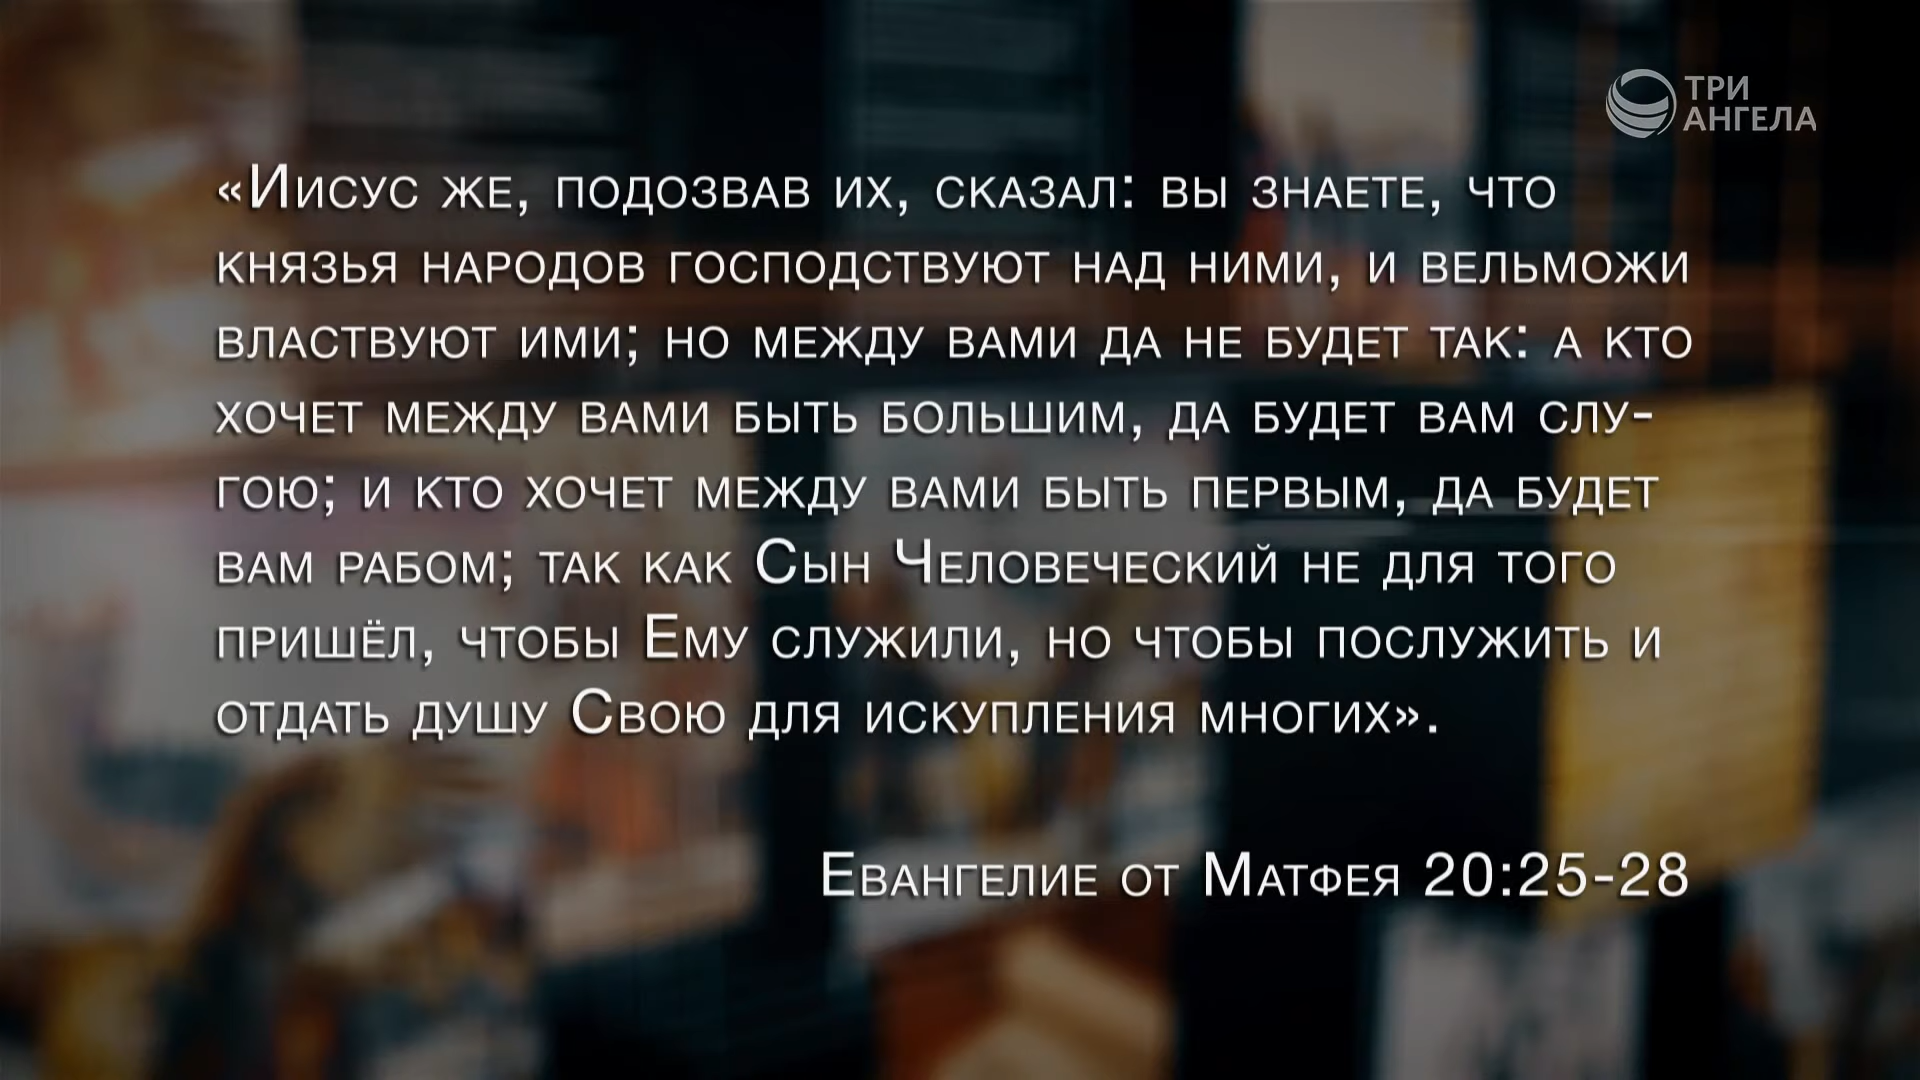 ТРИ
АНГЕЛА
«Иисус же, подозвав их, сказал: вы знаете, что
князья народов господствуют над ними, и вельможи
властвуют ими; но между вами да не будет так: а кто
хочет между вами быть большим, да будет вам слу-
гою; и кто хочет между вами быть первым, да будет
вам рабом; так как Сын Человеческий не для того
пришёл, чтобы Ему служили, но чтобы послужить и
отдать душу Свою для искупления многих».
Евангелие от Матфея 20:25-28